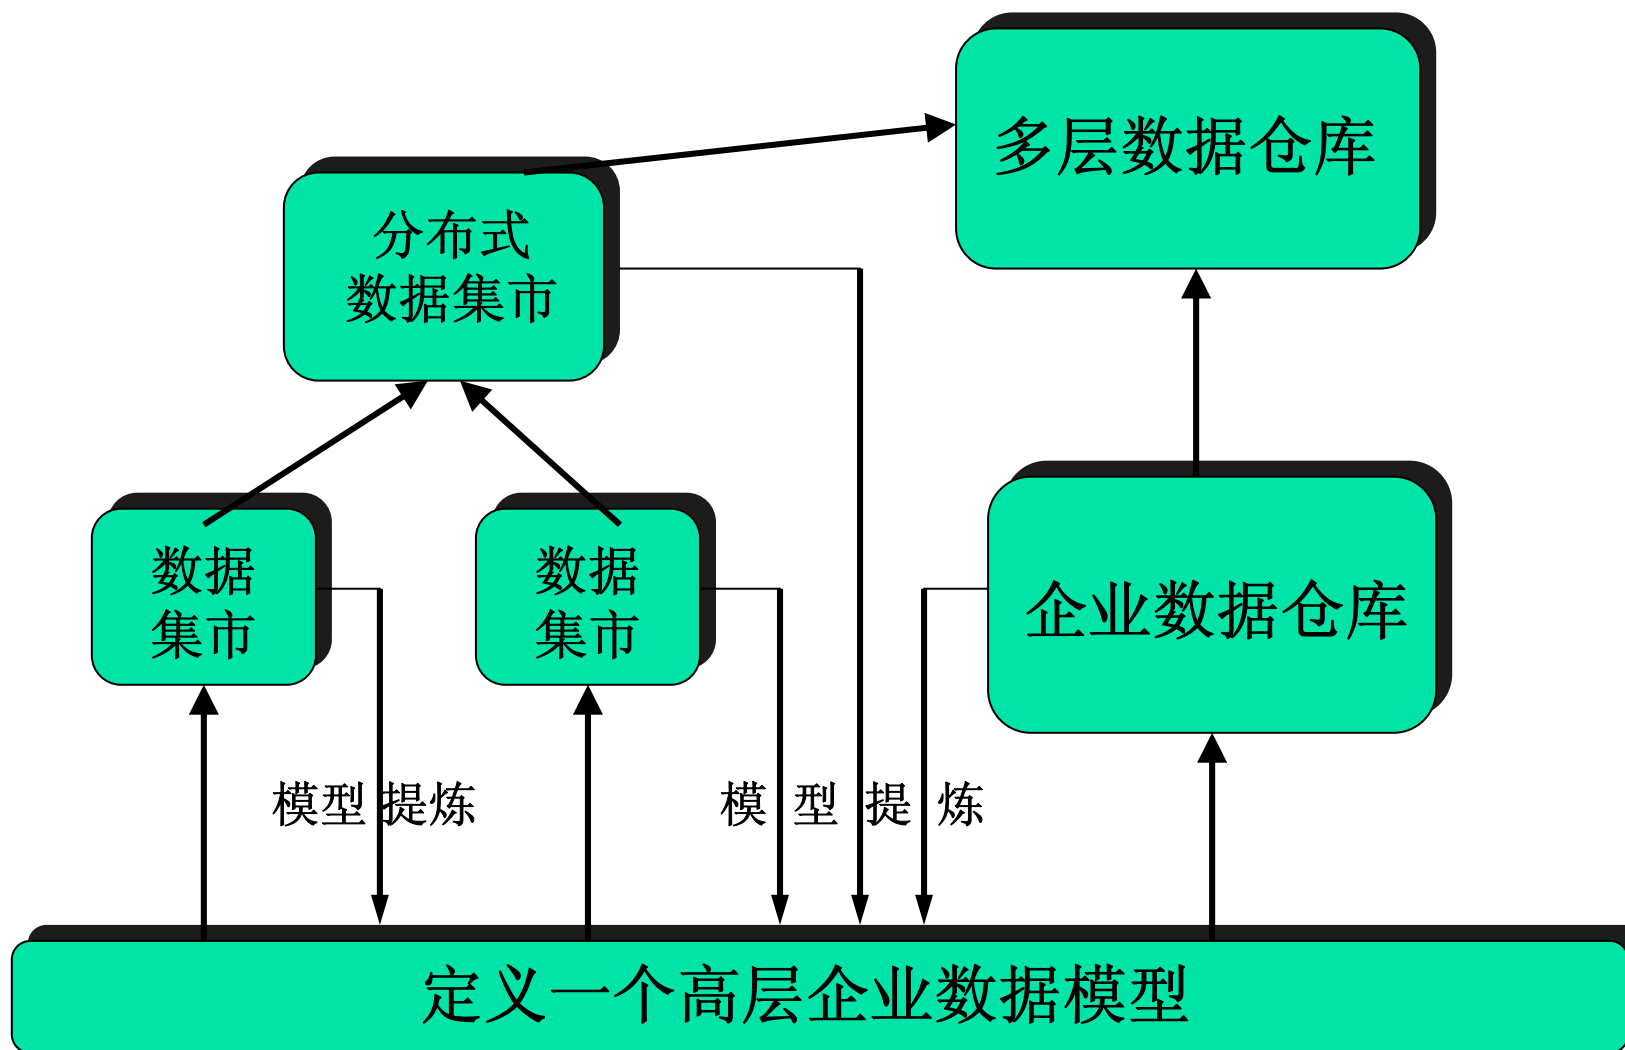 多层数据仓库
分布式
数据集市
数据
集市
数据
集市
企业数据仓库
模型提炼
模型提炼
定义一个高层企业数据模型